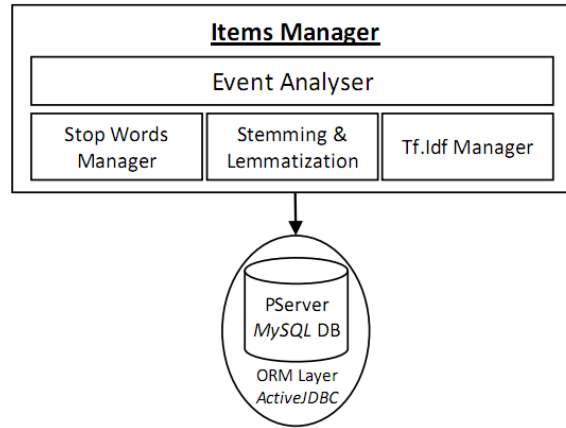 Items Manager
Event Analyser
Stop Words
Manager
Stemming &
Lemmatization
Tf.Idf Manager
PServer
MySQL DB
ORM Layer
ActiveJDBC